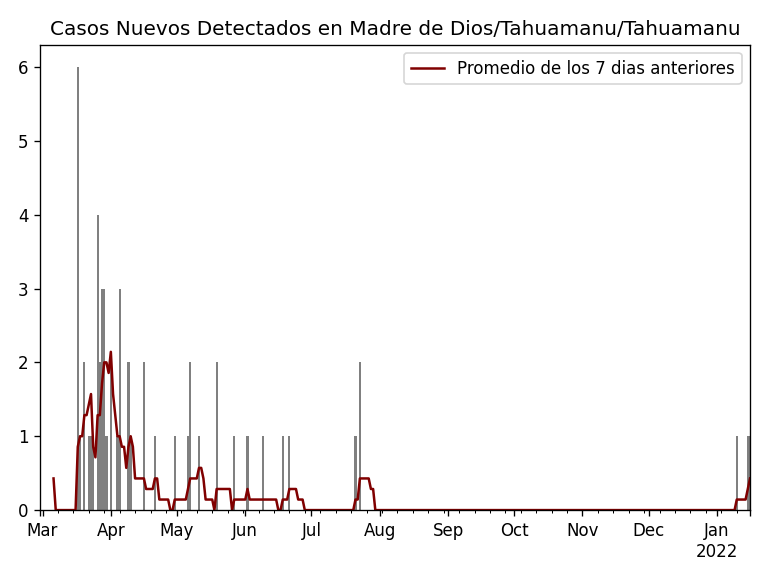 Casos Nuevos Detectados en Madre de Dios/Tahuamanu/Tahuamanu
Promedio de los 7 dias anteriores
6
5
4
3
2
1
0
Mar Apr May Jun Jul Aug Sep Oct Nov Dec Jan
2022